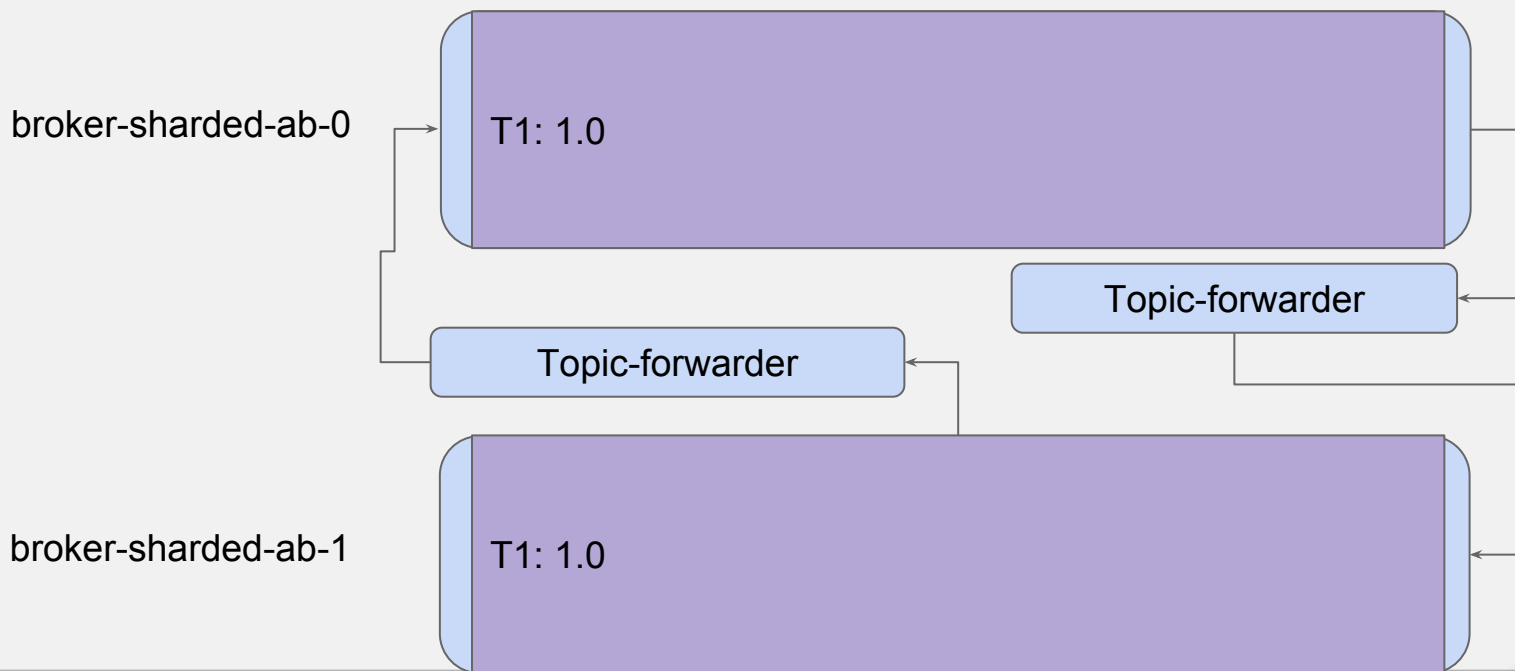 broker-sharded-ab-0
T1: 1.0
Topic-forwarder
Topic-forwarder
broker-sharded-ab-1
T1: 1.0